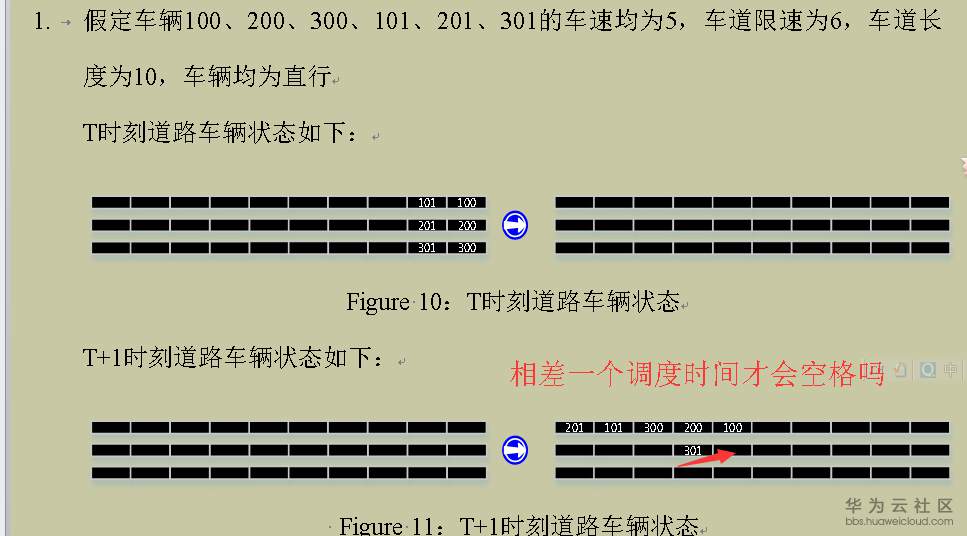 1. → 假定车辆100、200、300、101、201、301的车速均为5，车道限速为6，车道长
度为10，车辆均为直行
T时刻道路车辆状态如下：
101 100
201 200
301 300
Figure 10：T时刻道路车辆状态
T+1时刻道路车辆状态如下：
相差一个调度时间才会空格吗
中
201 101 300 200 100
301
Figure 11：T+1时刻道路车辆状态
华为云社区
bbs.huaweicloud.com